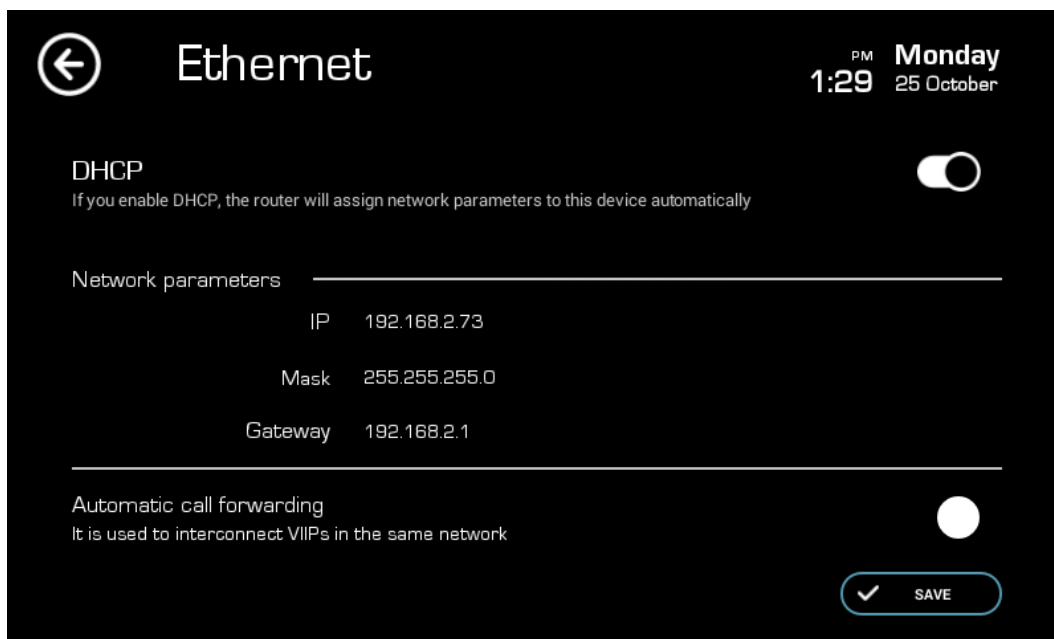 Ethernet
PM
1:29
Monday
25 October
DHCP
If you enable DHCP, the router will assign network parameters to this device automatically
Network parameters
IP 192.168.2.73
Mask 255.255.255.0
Gateway 192.168.2.1
Automatic call forwarding
It is used to interconnect VIIPs in the same network
SAVE